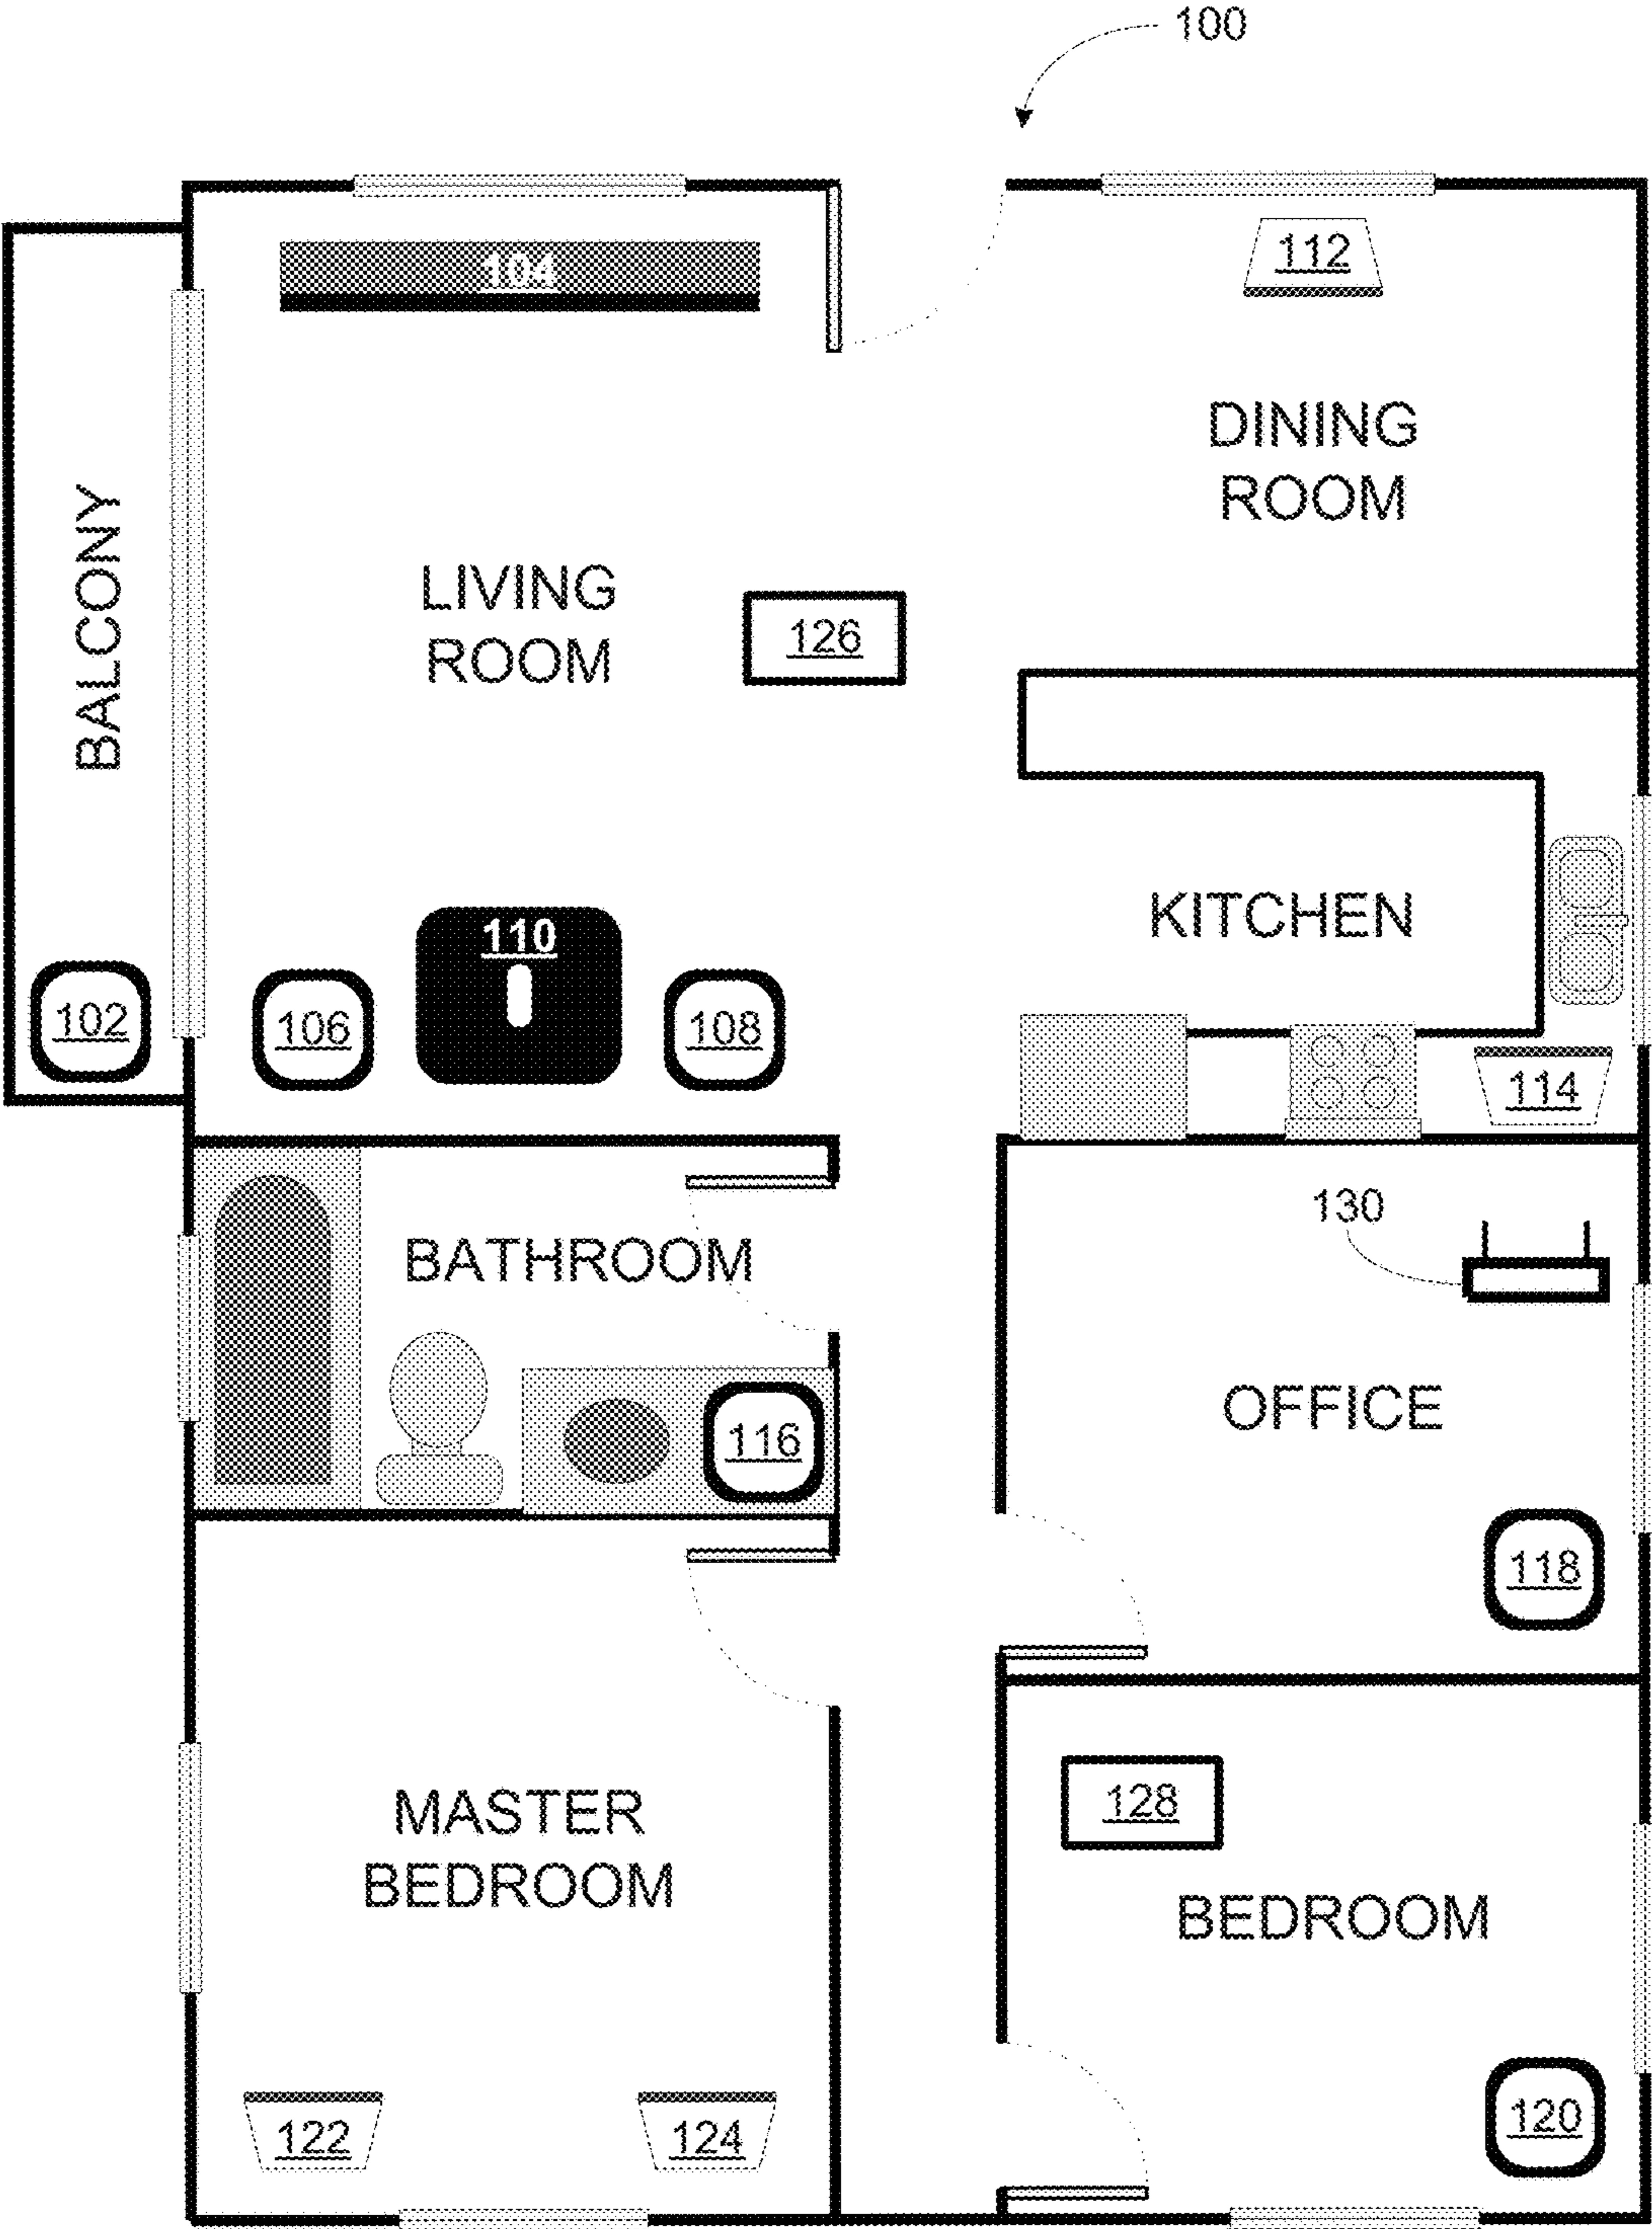 100
104
112
DINING
ROOM
BALCONY
LIVING
ROOM
126
KITCHEN
110
102
106
108
114
130
BATHROOM
OFFICE
116
118
MASTER
BEDROOM
128
BEDROOM
122
124
120